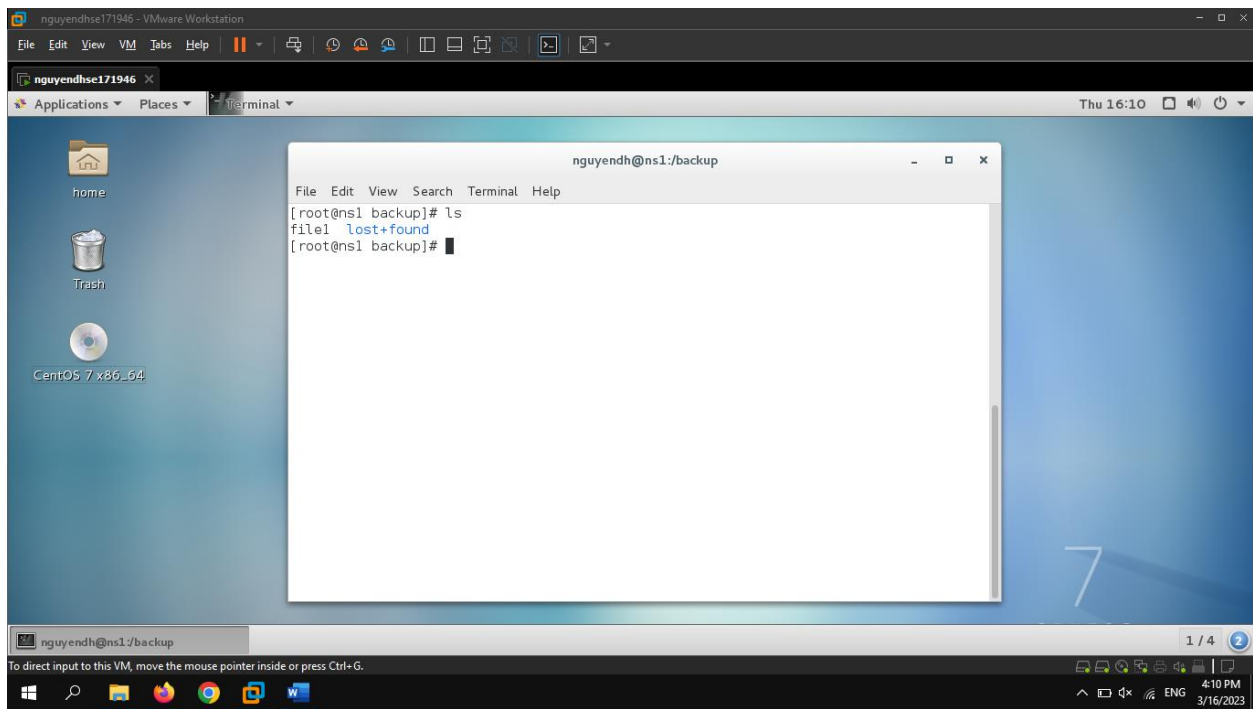 nguyendhse171946 - VMware Workstation
File Edit View VM Tabs Help
nguyendhse171946
Applications Places Terminal Thu 16:10
nguyendh@ns1:/backup
home
File Edit View Search Terminal Help
[root@ns1 backup]# ls
file1 lost+found
[root@ns1 backup]#
Trash
CentOS 7 x86_64
7
nguyendh@ns1:/backup 1 / 4 2
To direct input to this VM, move the mouse pointer inside or press Ctrl+G.
ENG 4:10 PM
3/16/2023